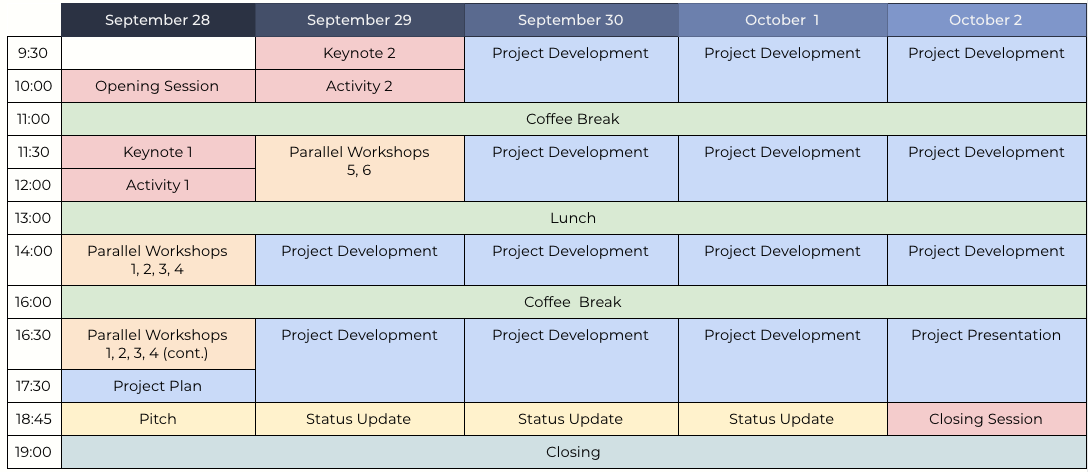 September 28 September 29 September 30 October 1 October 2
9:30 Keynote 2 Project Development Project Development Project Development
10:00 Opening Session Activity 2
11:00 Coffee Break
11:30 Keynote 1 Parallel Workshops Project Development Project Development Project Development
5, 6
12:00 Activity 1
13:00 Lunch
14:00 Parallel Workshops Project Development Project Development Project Development Project Development
1, 2, 3, 4
16:00 Coffee Break
16:30 Parallel Workshops Project Development Project Development Project Development Project Presentation
1, 2, 3, 4 (cont.)
17:30 Project Plan
18:45 Pitch Status Update Status Update Status Update Closing Session
19:00 Closing